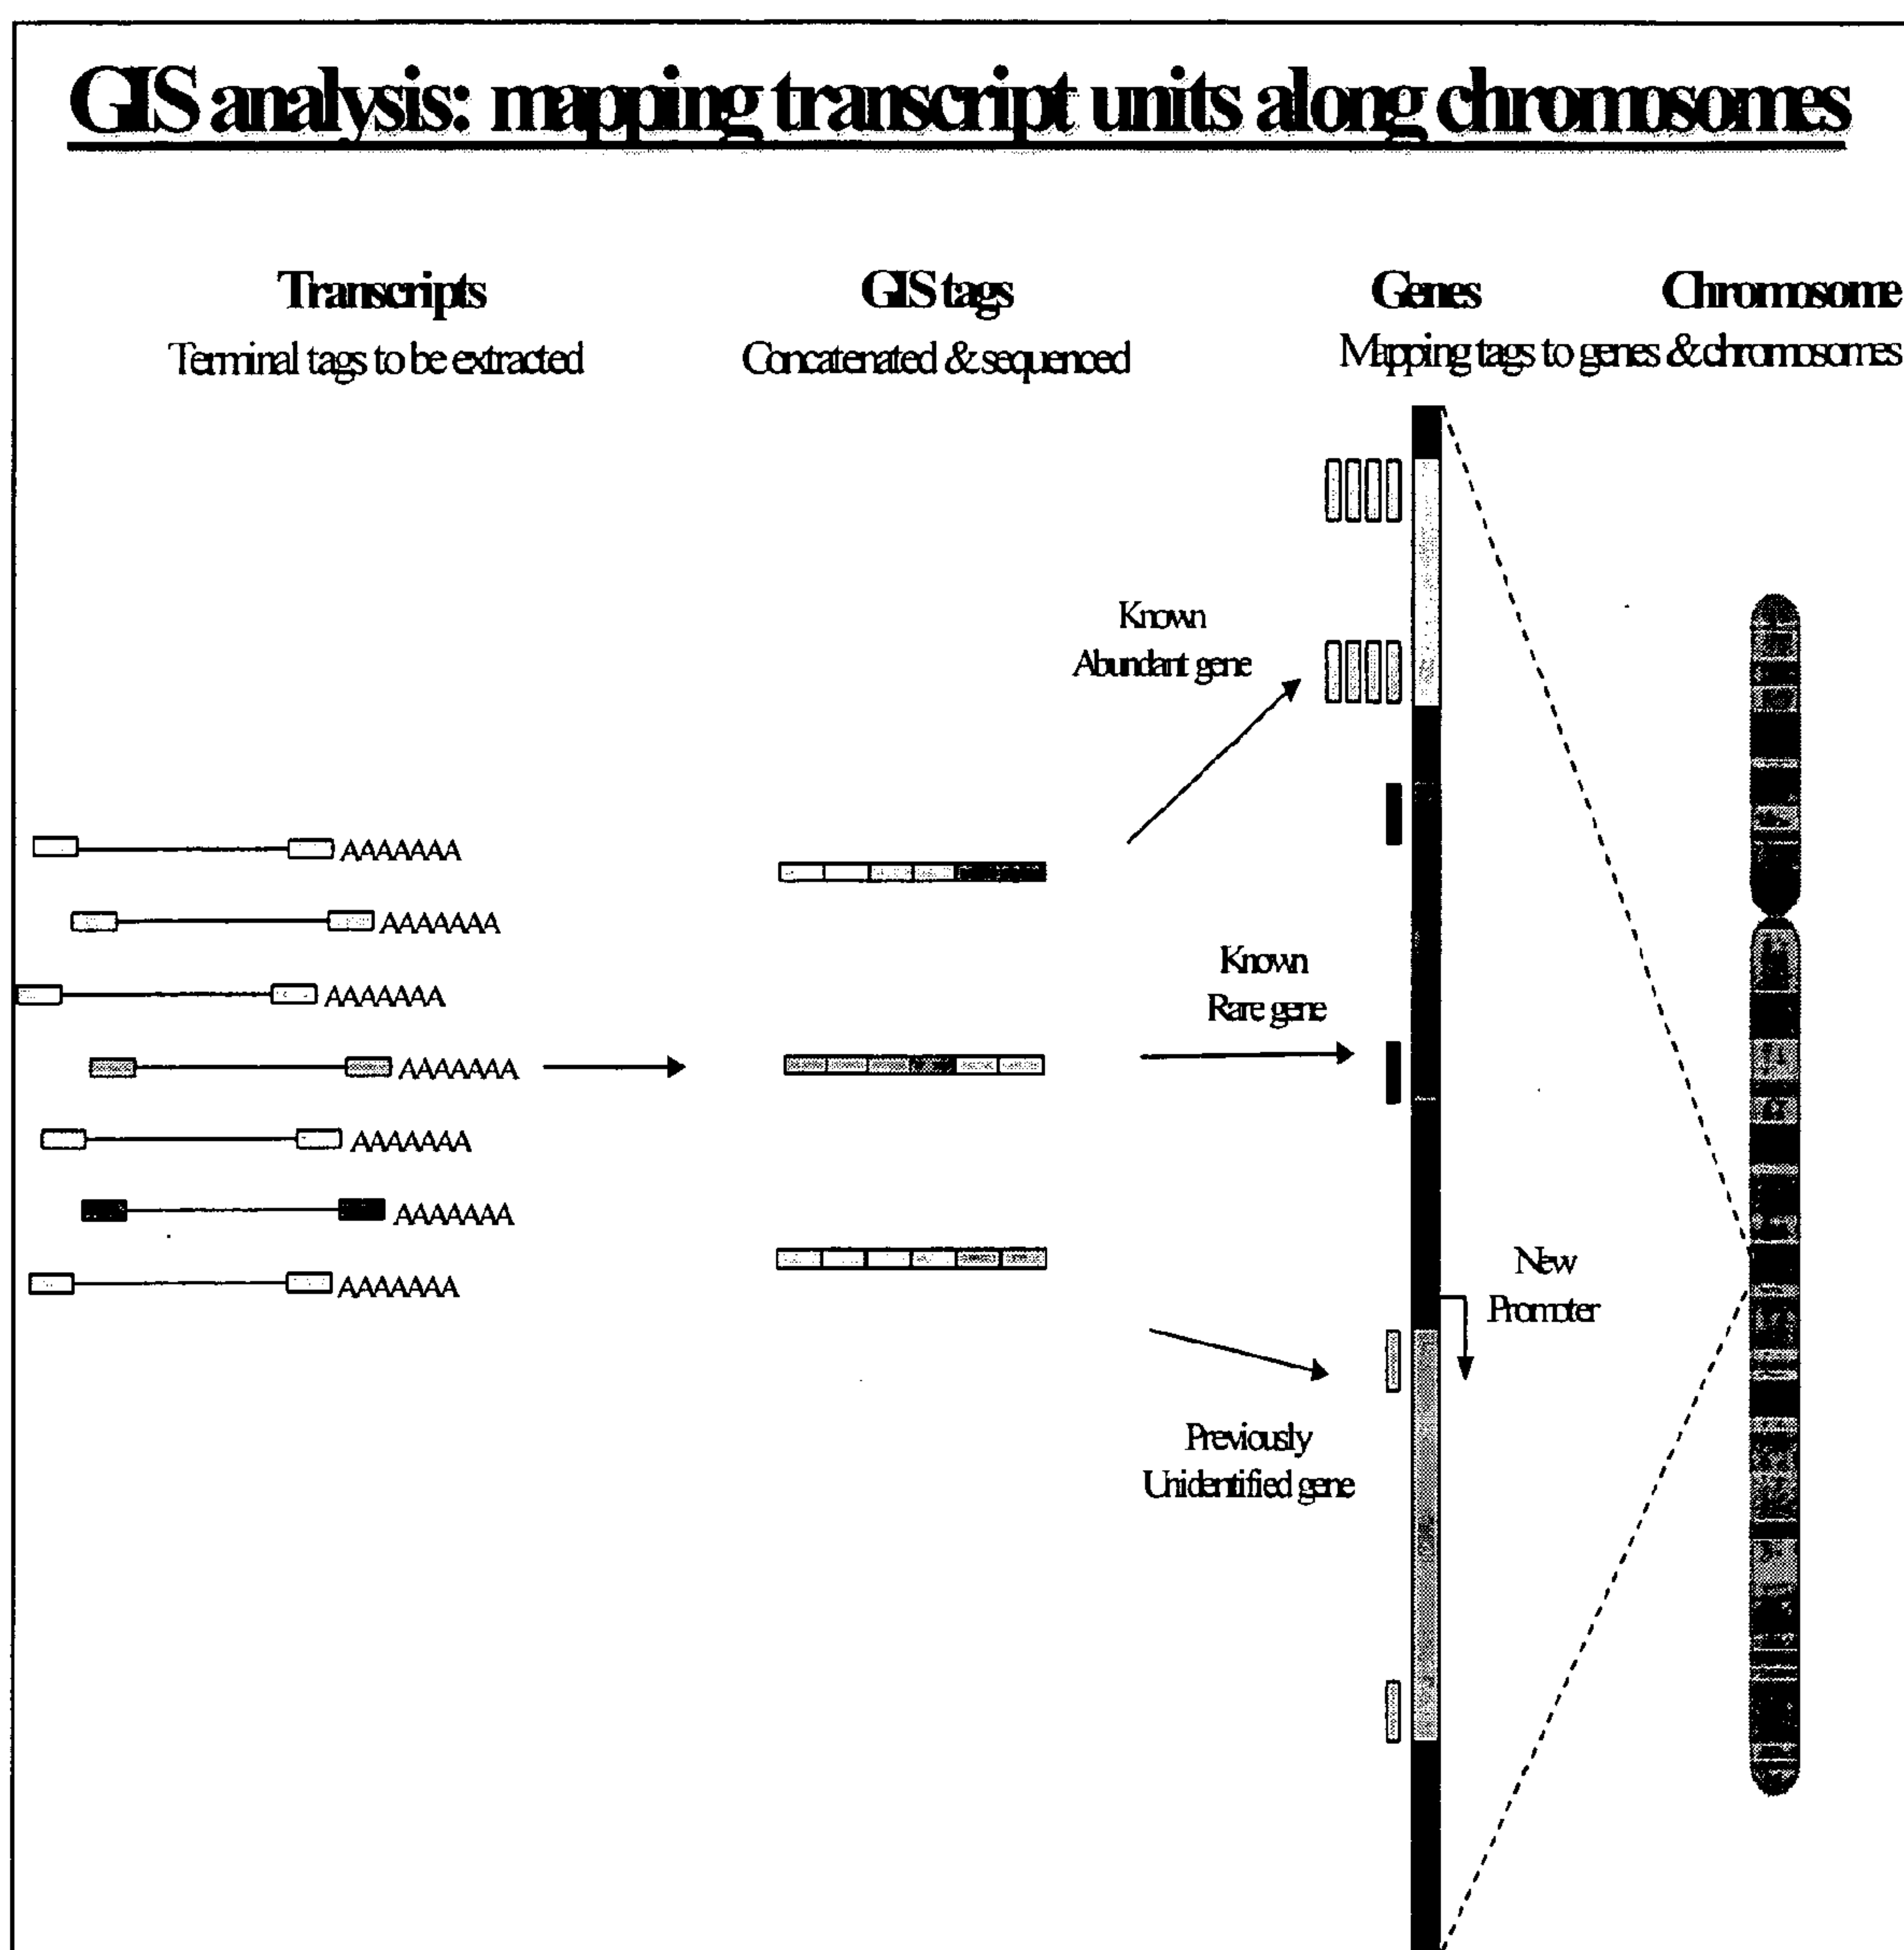 GIS analysis: mapping transcript units along chromosomes
Transcripts
Terminal tags to be extracted
GIS tags
Concatenated & sequenced
Genes
Chromosome
Mapping tags to genes & chromosomes
Known
Abundant gene
AAAAAAA
AAAAAAA
Known
Rare gene
AAAAAAA
AAAAAAA
AAAAAAA
AAAAAAA
New
Promoter
AAAAAAA
Previously
Unidentified gene